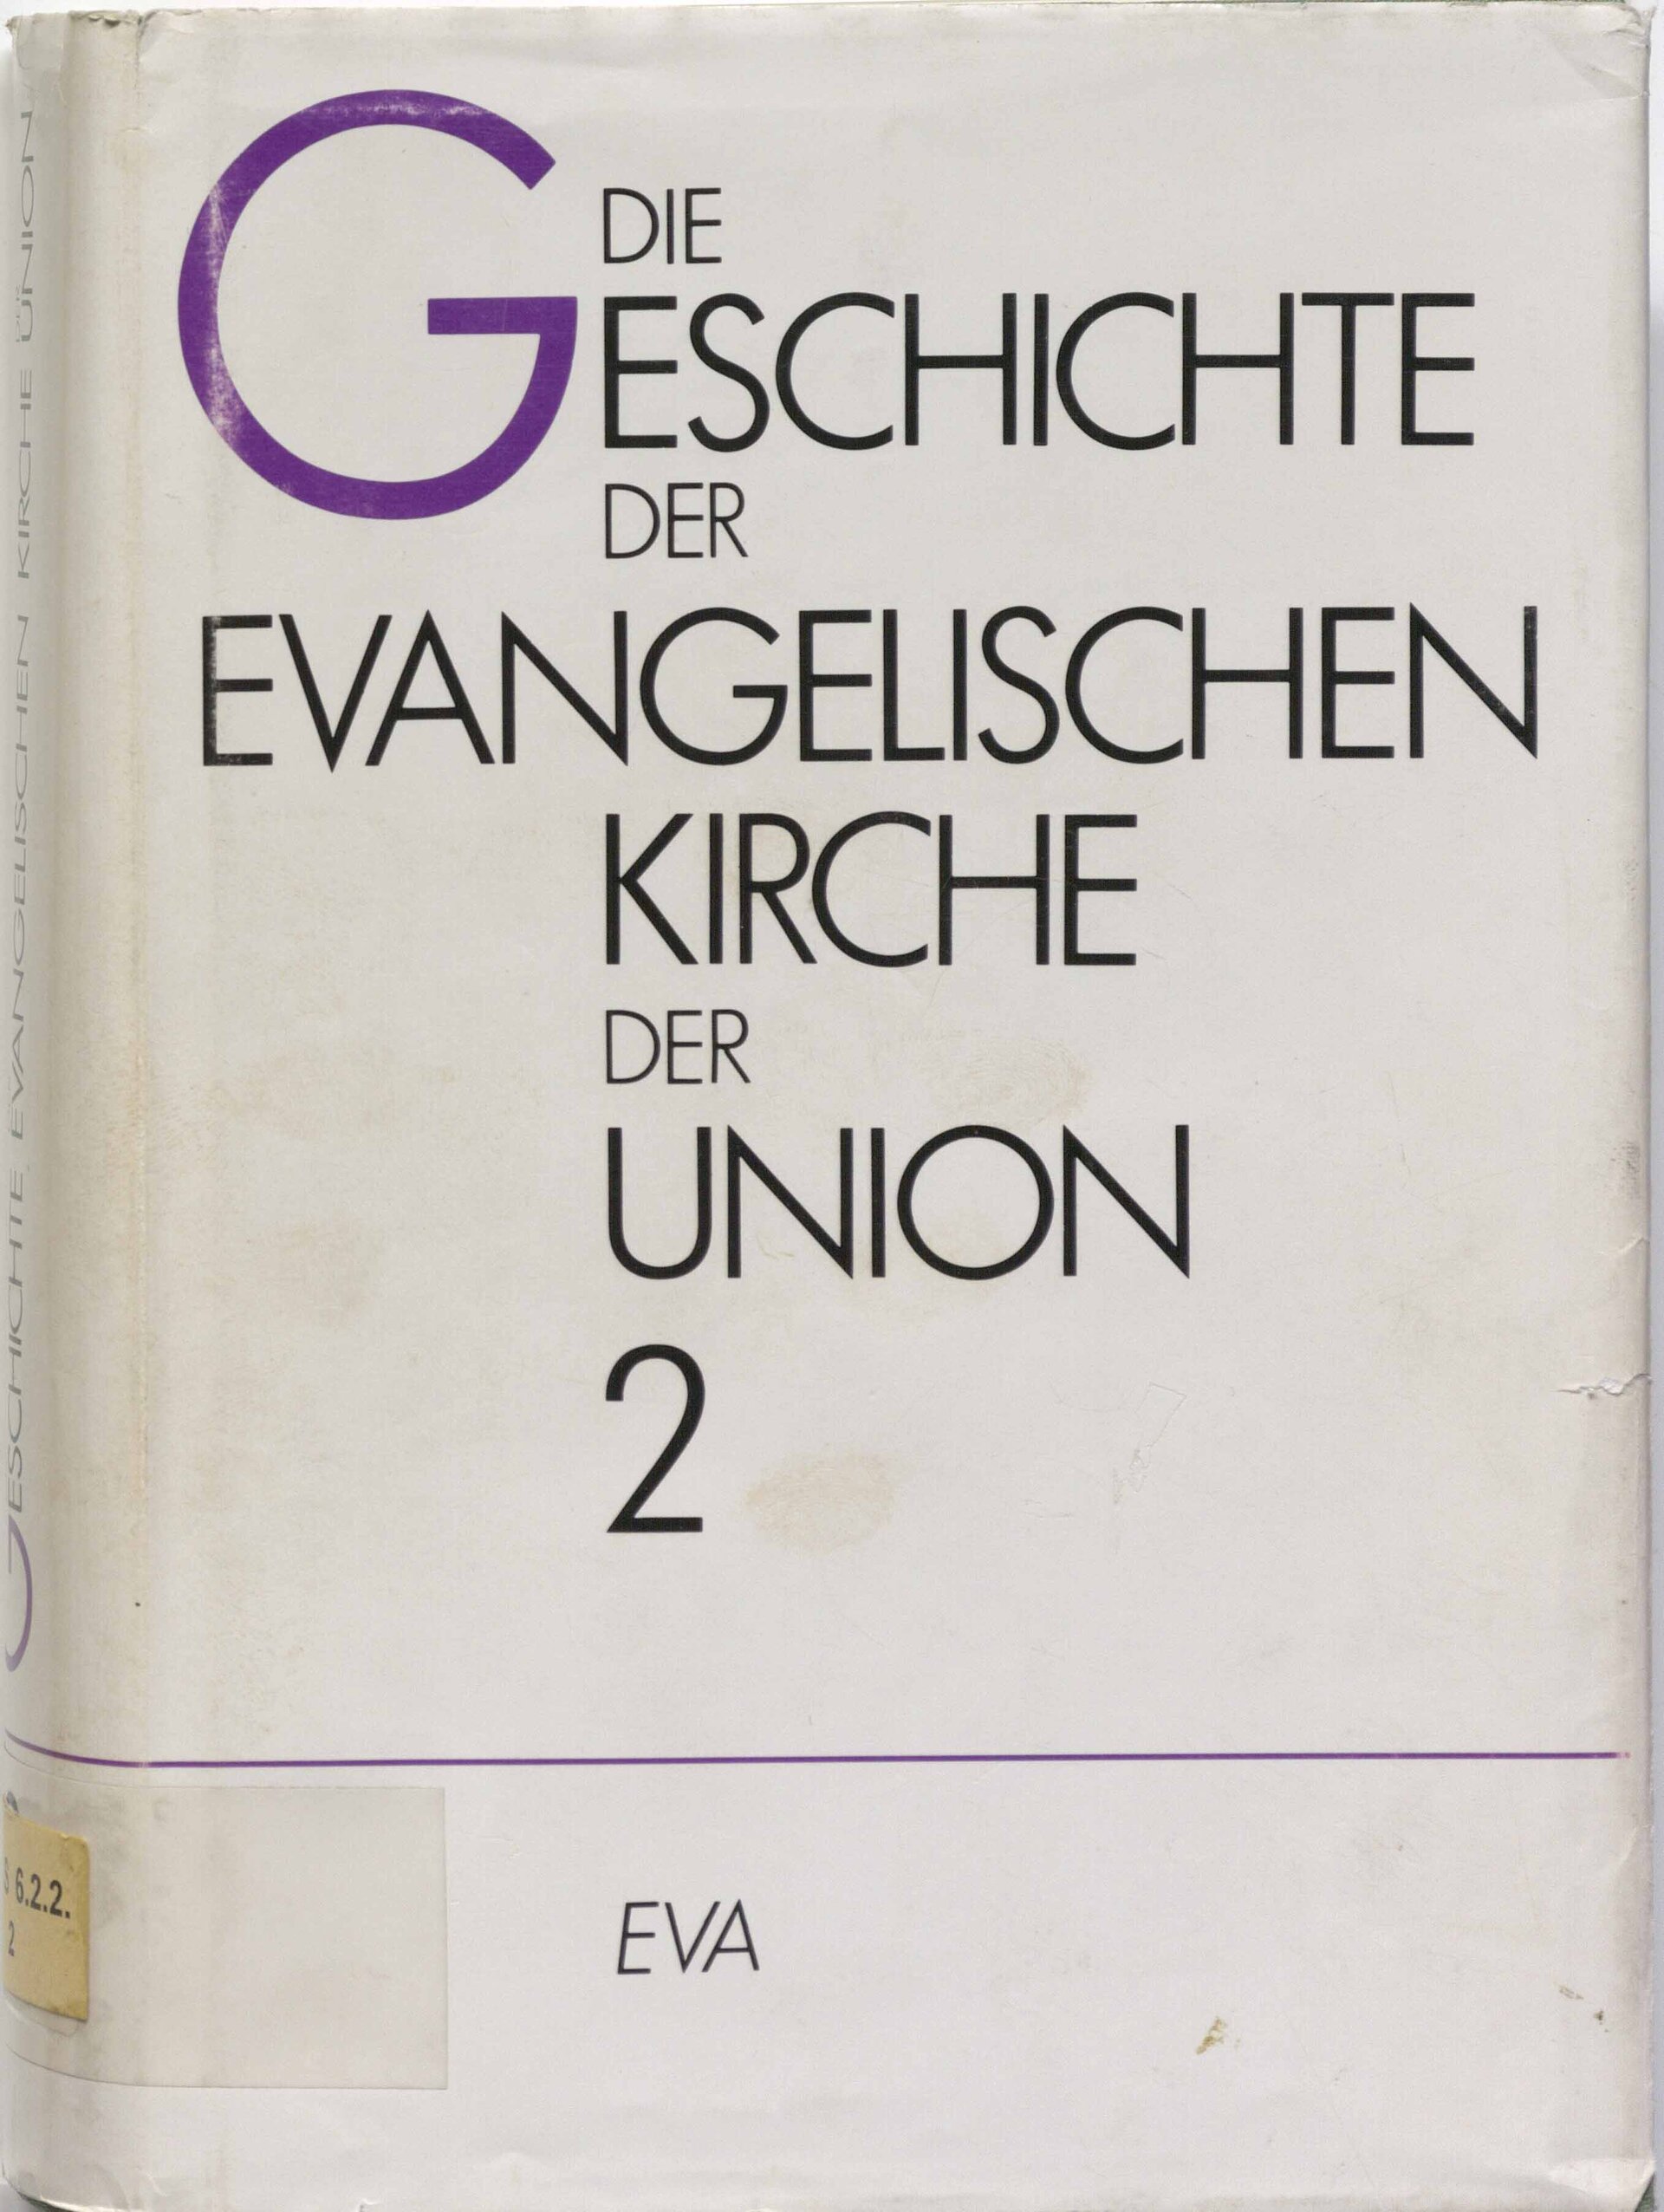 DIE
GESCHICHTE
DER
EVANGELISCHEN
KIRCHE
DER
UNION
2
EVA
GESCHICHTE EVANGELISCHEN KIRCHE UNION
S 6.2.2.
2